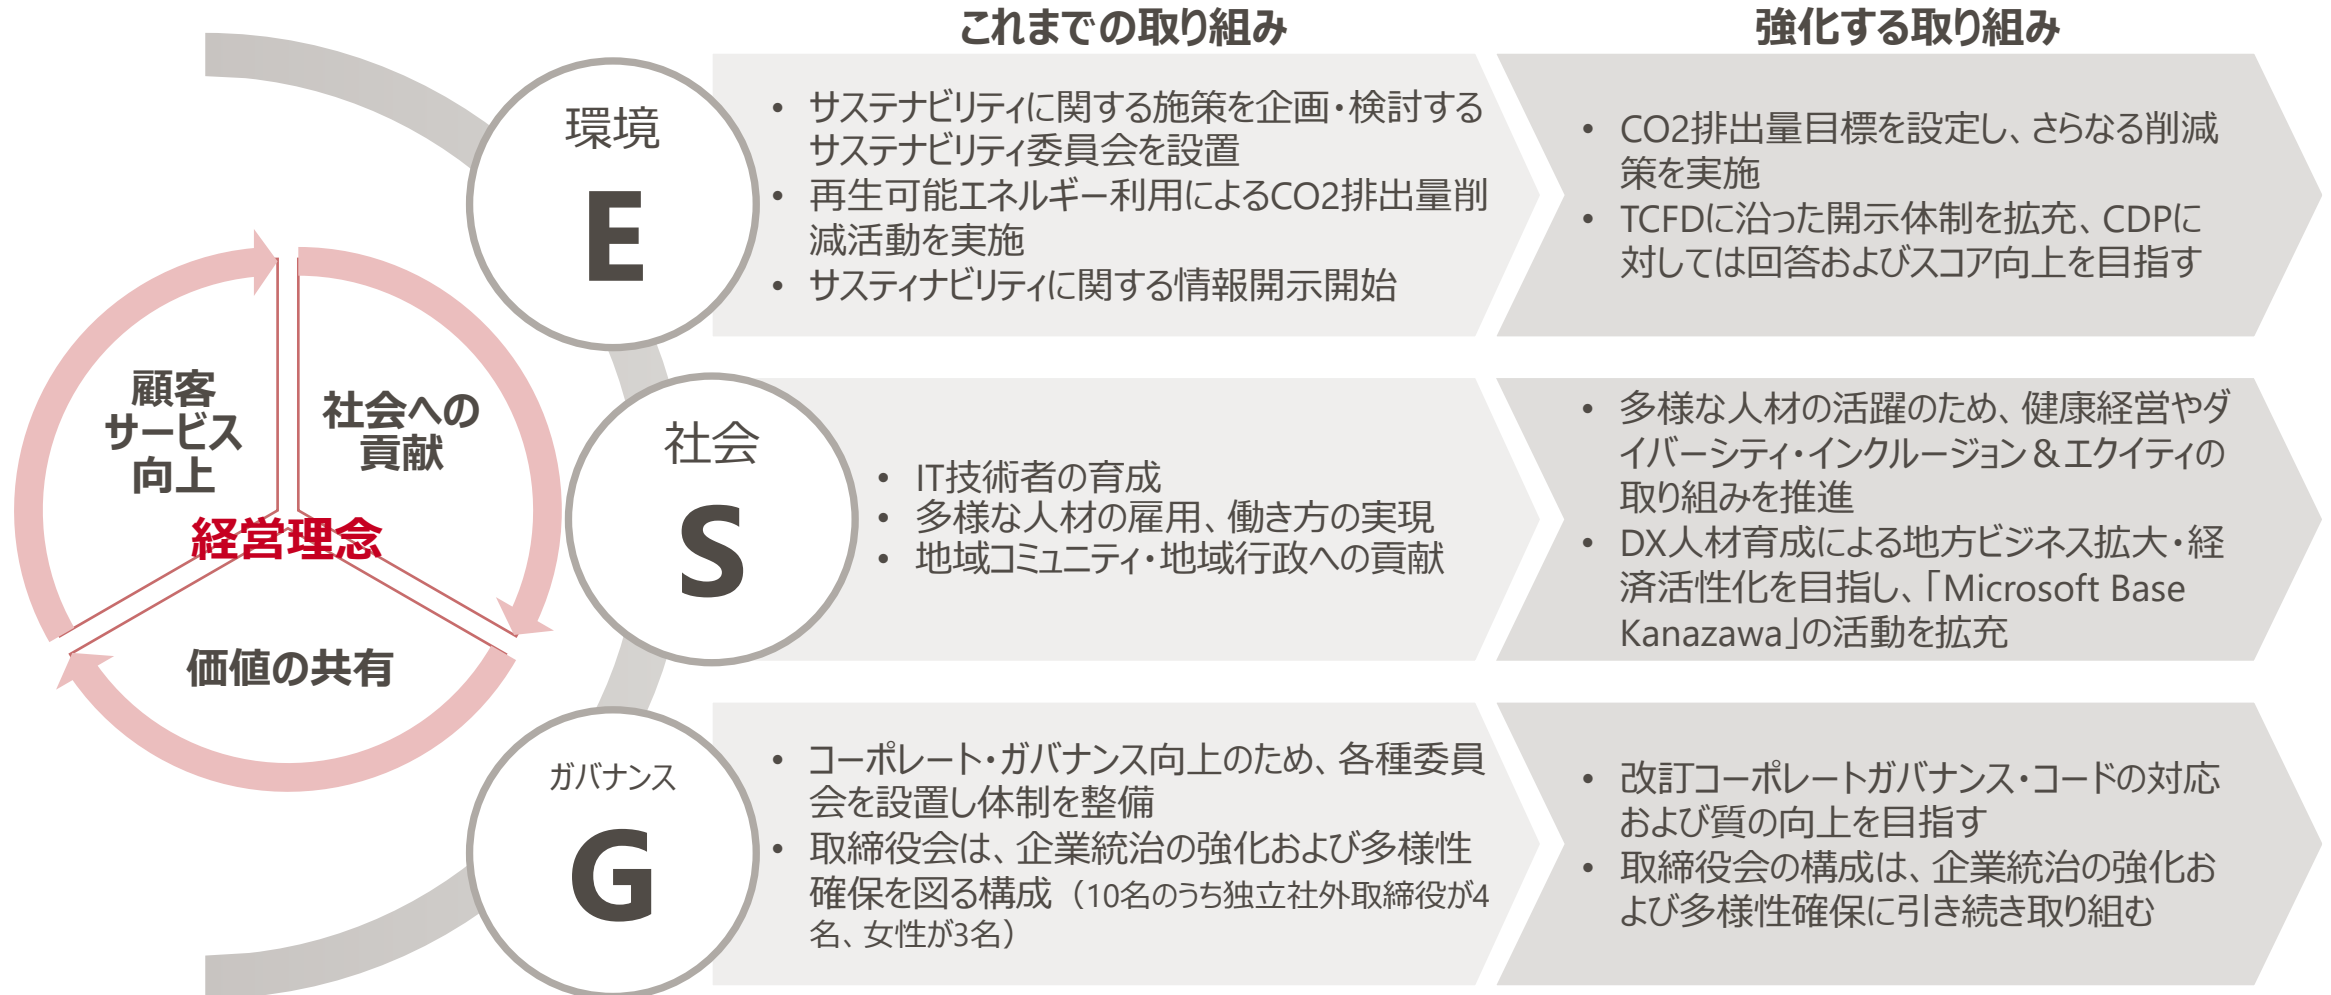 これまでの取り組み
強化する取り組み
環境
E
• サステナビリティに関する施策を企画・検討する
サステナビリティ委員会を設置
• 再生可能エネルギー利用によるCO2排出量削
減活動を実施
• サスティナビリティに関する情報開示開始
• CO2排出量目標を設定し、さらなる削減
策を実施
• TCFDに沿った開示体制を拡充、CDPに
対しては回答およびスコア向上を目指す
顧客
サービス
向上
社会への
貢献
経営理念
価値の共有
社会
S
• IT技術者の育成
• 多様な人材の雇用、働き方の実現
• 地域コミュニティ・地域行政への貢献
• 多様な人材の活躍のため、健康経営やダ
イバーシティ・インクルージョン＆エクイティの
取り組みを推進
• DX人材育成による地方ビジネス拡大・経
済活性化を目指し、「Microsoft Base
Kanazawa」の活動を拡充
ガバナンス
G
• コーポレート・ガバナンス向上のため、各種委員
会を設置し体制を整備
• 取締役会は、企業統治の強化および多様性
確保を図る構成（10名のうち独立社外取締役が4
名、女性が3名）
• 改訂コーポレートガバナンス・コードの対応
および質の向上を目指す
• 取締役会の構成は、企業統治の強化お
よび多様性確保に引き続き取り組む